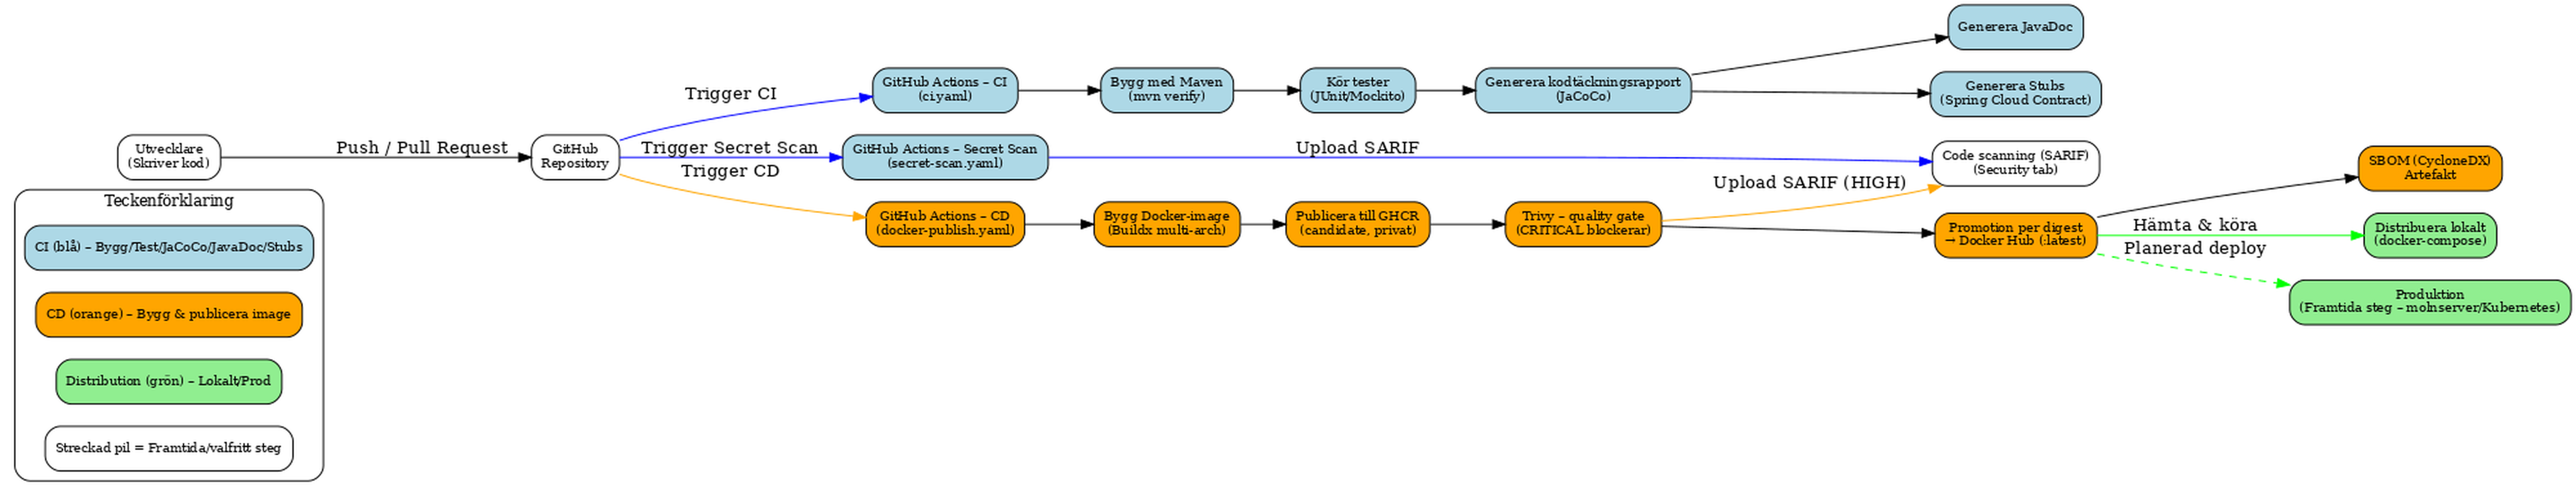 Utvecklare
(Skriver kod)
Push / Pull Request
GitHub
Repository
Trigger CI
GitHub Actions – CI
(ci.yaml)
Bygg med Maven
(mvn verify)
Kör tester
(JUnit/Mockito)
Generera kodtäckningsrapport
(JaCoCo)
Generera JavaDoc
Generera Stubs
(Spring Cloud Contract)
Trigger Secret Scan
GitHub Actions – Secret Scan
(secret-scan.yaml)
Upload SARIF
Code scanning (SARIF)
(Security tab)
Trigger CD
GitHub Actions – CD
(docker-publish.yaml)
Bygg Docker-image
(Buildx multi-arch)
Publicera till GHCR
(candidate, privat)
Trivy – quality gate
(CRITICAL blockerar)
Upload SARIF (HIGH)
Promotion per digest
→ Docker Hub (:latest)
SBOM (CycloneDX)
Artefakt
Hämta & köra
Distribuera lokalt
(docker-compose)
Planerad deploy
Produktion
(Framtida steg – molnserver/Kubernetes)
Teckenförklaring
CI (blå) – Bygg/Test/JaCoCo/JavaDoc/Stubs
CD (orange) – Bygg & publicera image
Distribution (grön) – Lokalt/Prod
Streckad pil = Framtida/valfritt steg